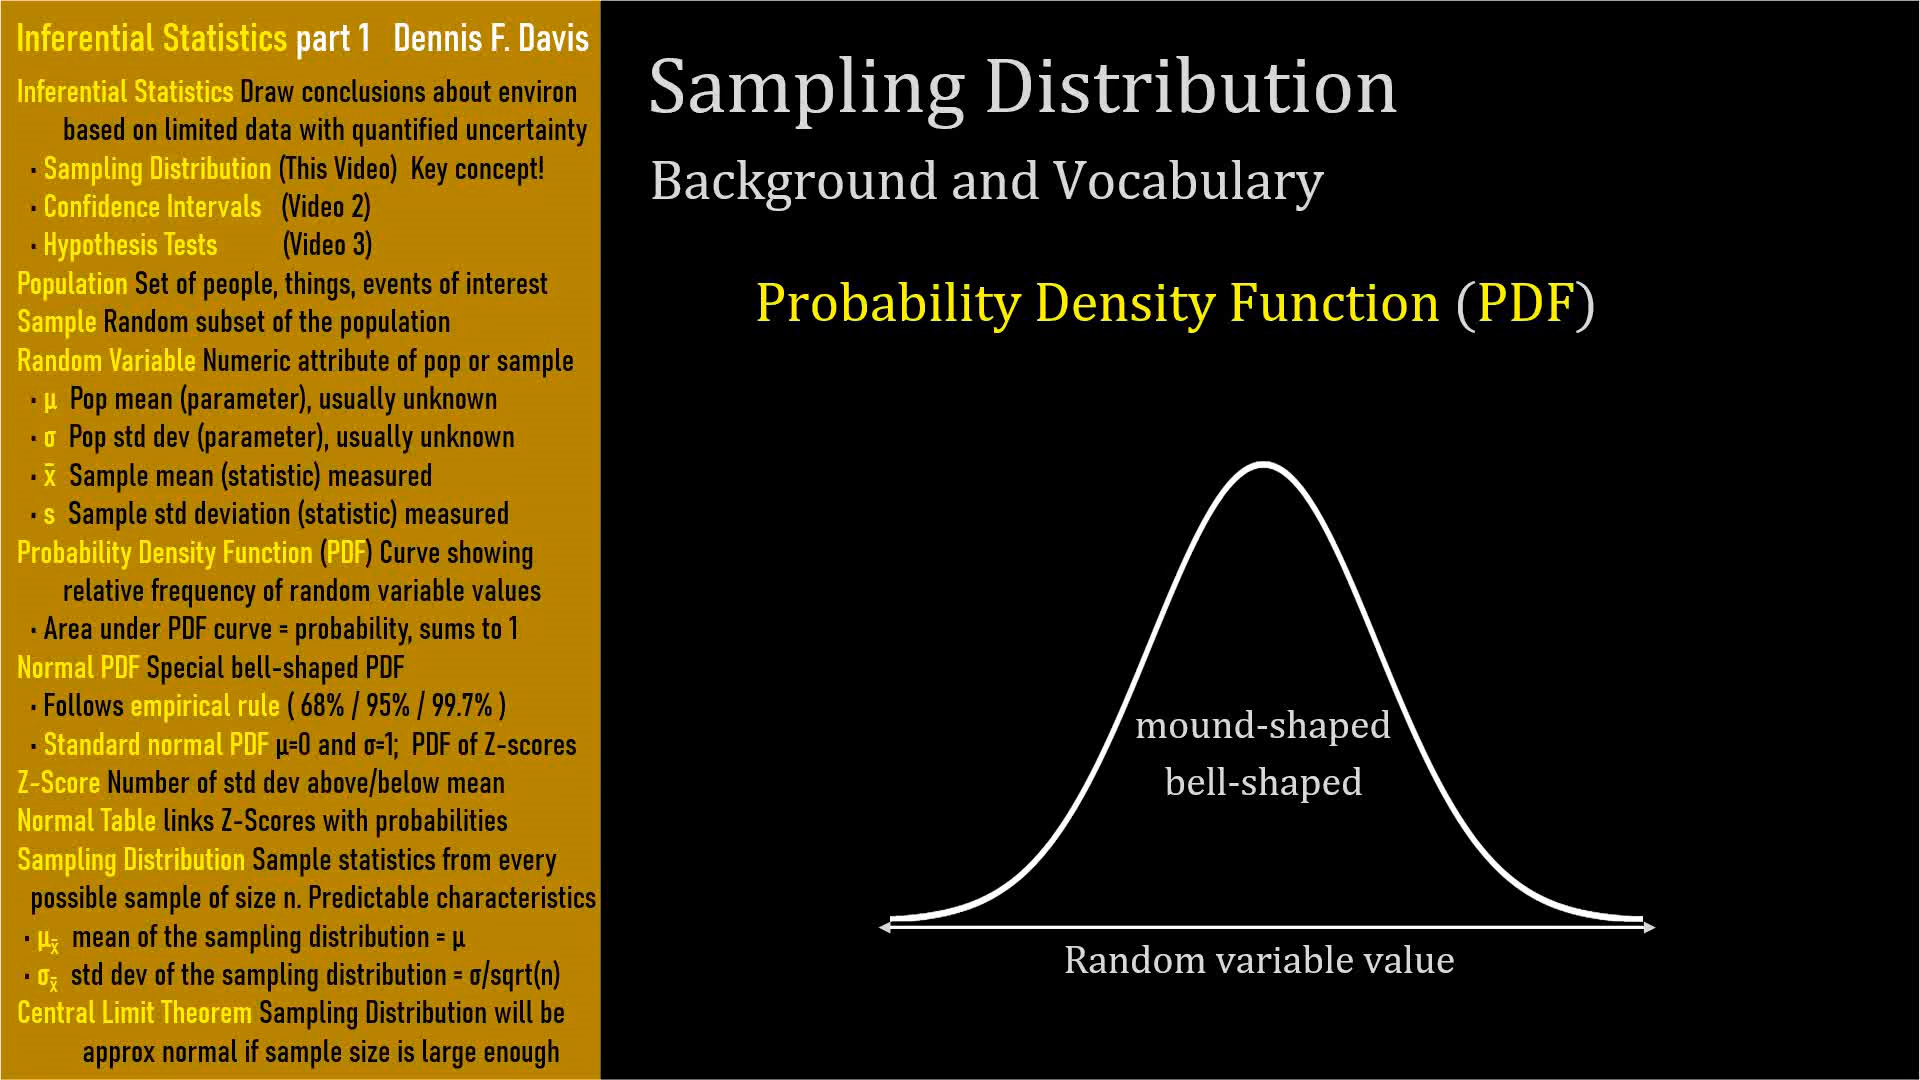 Inferential Statistics part 1 Dennis F. Davis
Inferential Statistics Draw conclusions about environ
based on limited data with quantified uncertainty
· Sampling Distribution (This Video) Key concept!
· Confidence Intervals (Video 2)
· Hypothesis Tests (Video 3)
Population Set of people, things, events of interest
Sample Random subset of the population
Random Variable Numeric attribute of pop or sample
· μ Pop mean (parameter), usually unknown
· σ Pop std dev (parameter), usually unknown
· x̄ Sample mean (statistic) measured
· s Sample std deviation (statistic) measured
Probability Density Function (PDF) Curve showing
relative frequency of random variable values
· Area under PDF curve = probability, sums to 1
Normal PDF Special bell-shaped PDF
· Follows empirical rule ( 68% / 95% / 99.7% )
· Standard normal PDF μ=0 and σ=1; PDF of Z-scores
Z-Score Number of std dev above/below mean
Normal Table links Z-Scores with probabilities
Sampling Distribution Sample statistics from every
possible sample of size n. Predictable characteristics
· μx̄ mean of the sampling distribution = μ
· σx̄ std dev of the sampling distribution = σ/sqrt(n)
Central Limit Theorem Sampling Distribution will be
approx normal if sample size is large enough
Sampling Distribution
Background and Vocabulary
Probability Density Function (PDF)
mound-shaped
bell-shaped
Random variable value